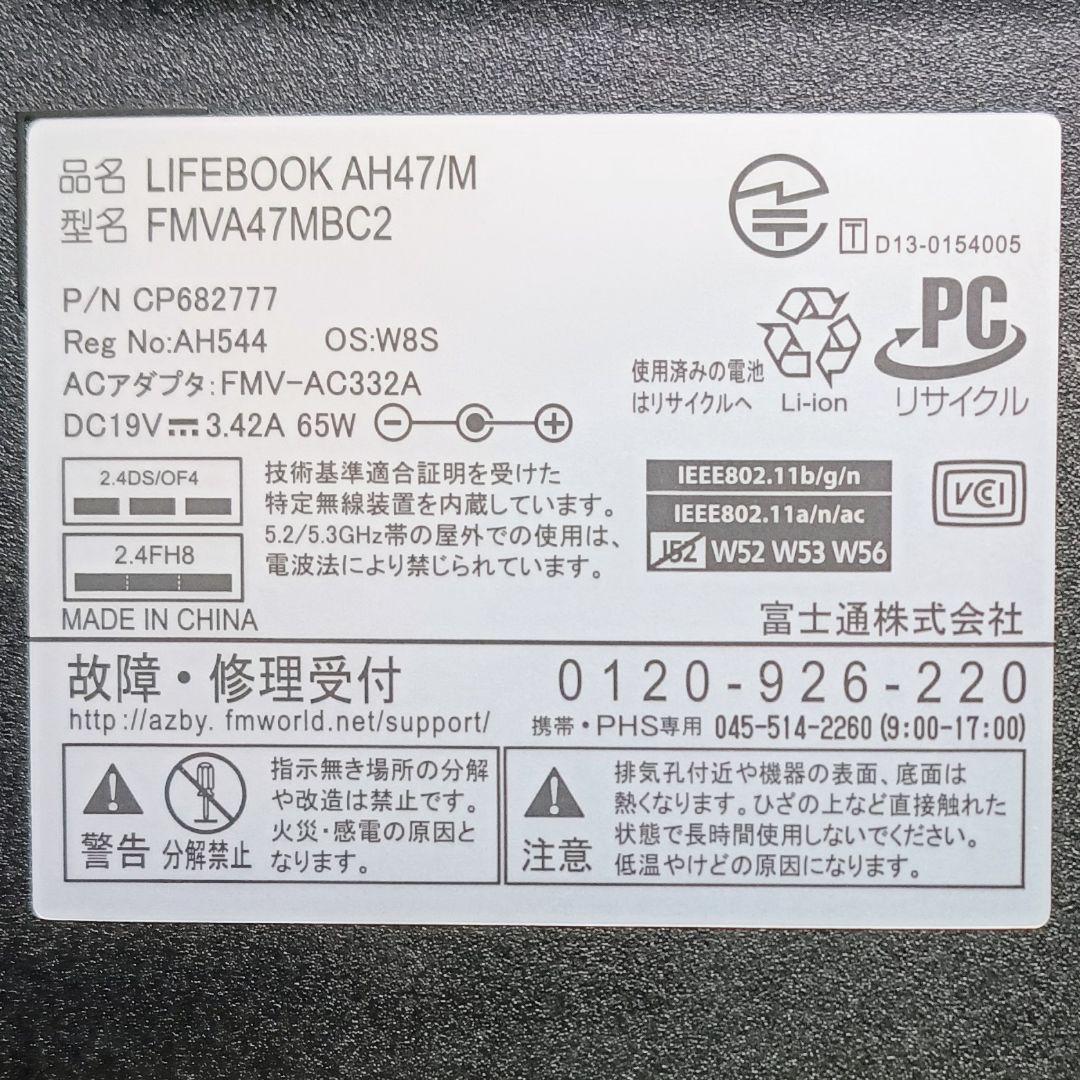 品名 LIFEBOOK AH47/M
型名 FMVA47MBC2
T D13-0154005
P/N CP682777
Reg No:AH544 OS:W8S
ACアダプタ:FMV-AC332A
DC19V 3.42A 65W
使用済みの電池
はリサイクルへ
Li-ion
PC
リサイクル
2.4DS/OF4
2.4FH8
技術基準適合証明を受けた
特定無線装置を内蔵しています。
5.2/5.3GHz帯の屋外での使用は、
電波法により禁じられています。
IEEE802.11b/g/n
IEEE802.11a/n/ac
J52 W52 W53 W56
VCCI
MADE IN CHINA
富士通株式会社
故障・修理受付 0120-926-220
http://azby. fmworld.net/support/
携帯・PHS専用 045-514-2260 (9:00-17:00)
警告
分解禁止
指示無き場所の分解
や改造は禁止です。
火災・感電の原因と
なります。
注意
排気孔付近や機器の表面、底面は
熱くなります。ひざの上など直接触れた
状態で長時間使用しないでください。
低温やけどの原因になります。